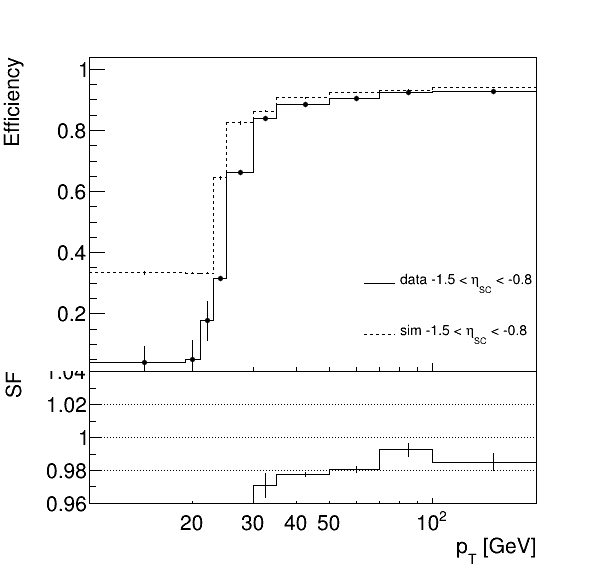 Efficiency
1
0.8
0.6
0.4
0.2
data -1.5 < η_SC < -0.8
sim -1.5 < η_SC < -0.8
SF
1.04
1.02
1
0.98
0.96
20 30 40 50 10²
p_T [GeV]